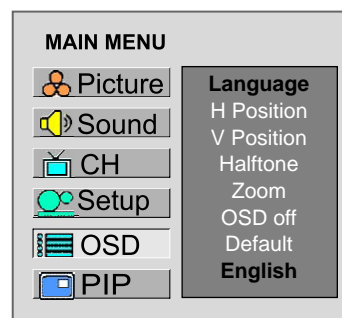 MAIN MENU
Picture
Sound
CH
Setup
OSD
PIP
Language
H Position
V Position
Halftone
Zoom
OSD off
Default
English